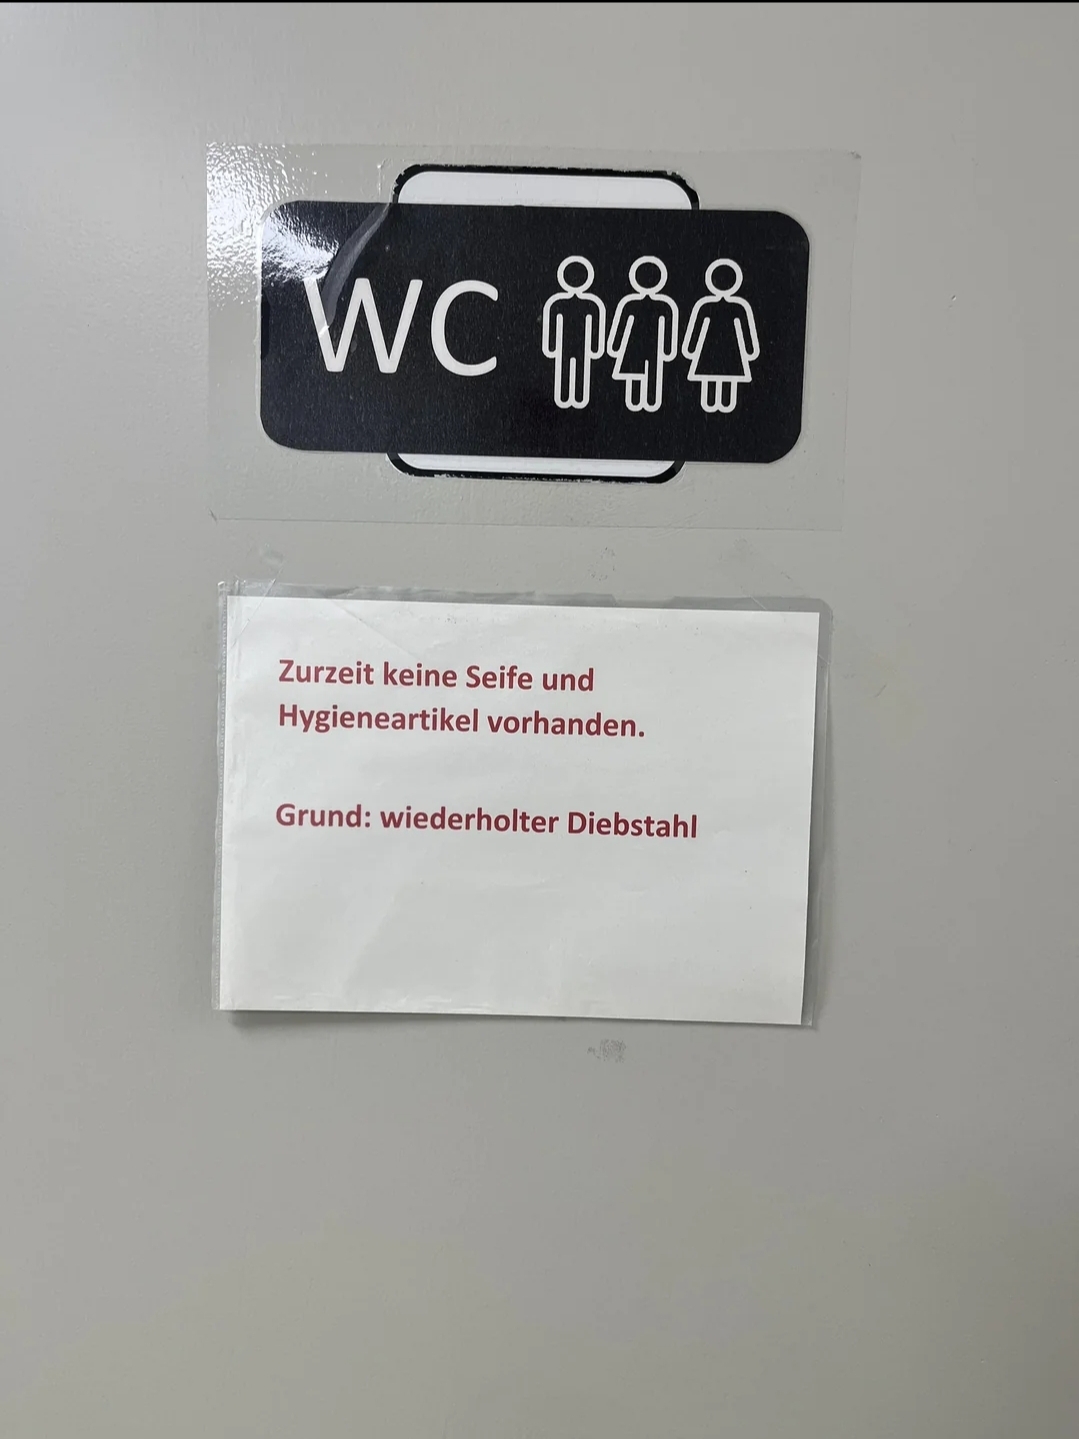 WC
Zurzeit keine Seife und
Hygieneartikel vorhanden.
Grund: wiederholter Diebstahl